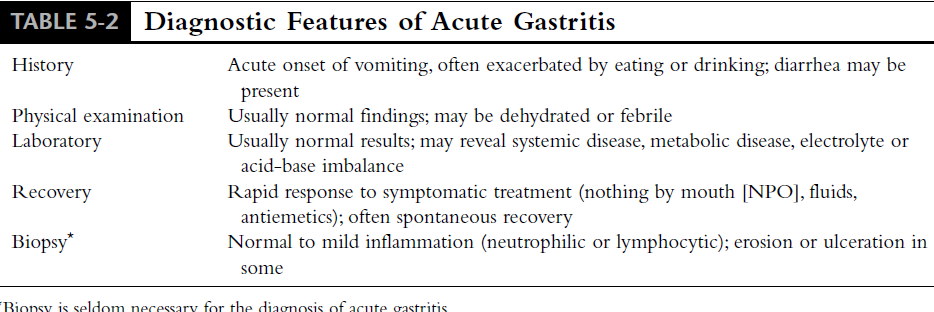 TABLE 5-2 Diagnostic Features of Acute Gastritis
History Acute onset of vomiting, often exacerbated by eating or drinking; diarrhea may be
present
Physical examination Usually normal findings; may be dehydrated or febrile
Laboratory Usually normal results; may reveal systemic disease, metabolic disease, electrolyte or
acid-base imbalance
Recovery Rapid response to symptomatic treatment (nothing by mouth [NPO], fluids,
antiemetics); often spontaneous recovery
Biopsy* Normal to mild inflammation (neutrophilic or lymphocytic); erosion or ulceration in
some
*Biopsy is seldom necessary for the diagnosis of acute gastritis